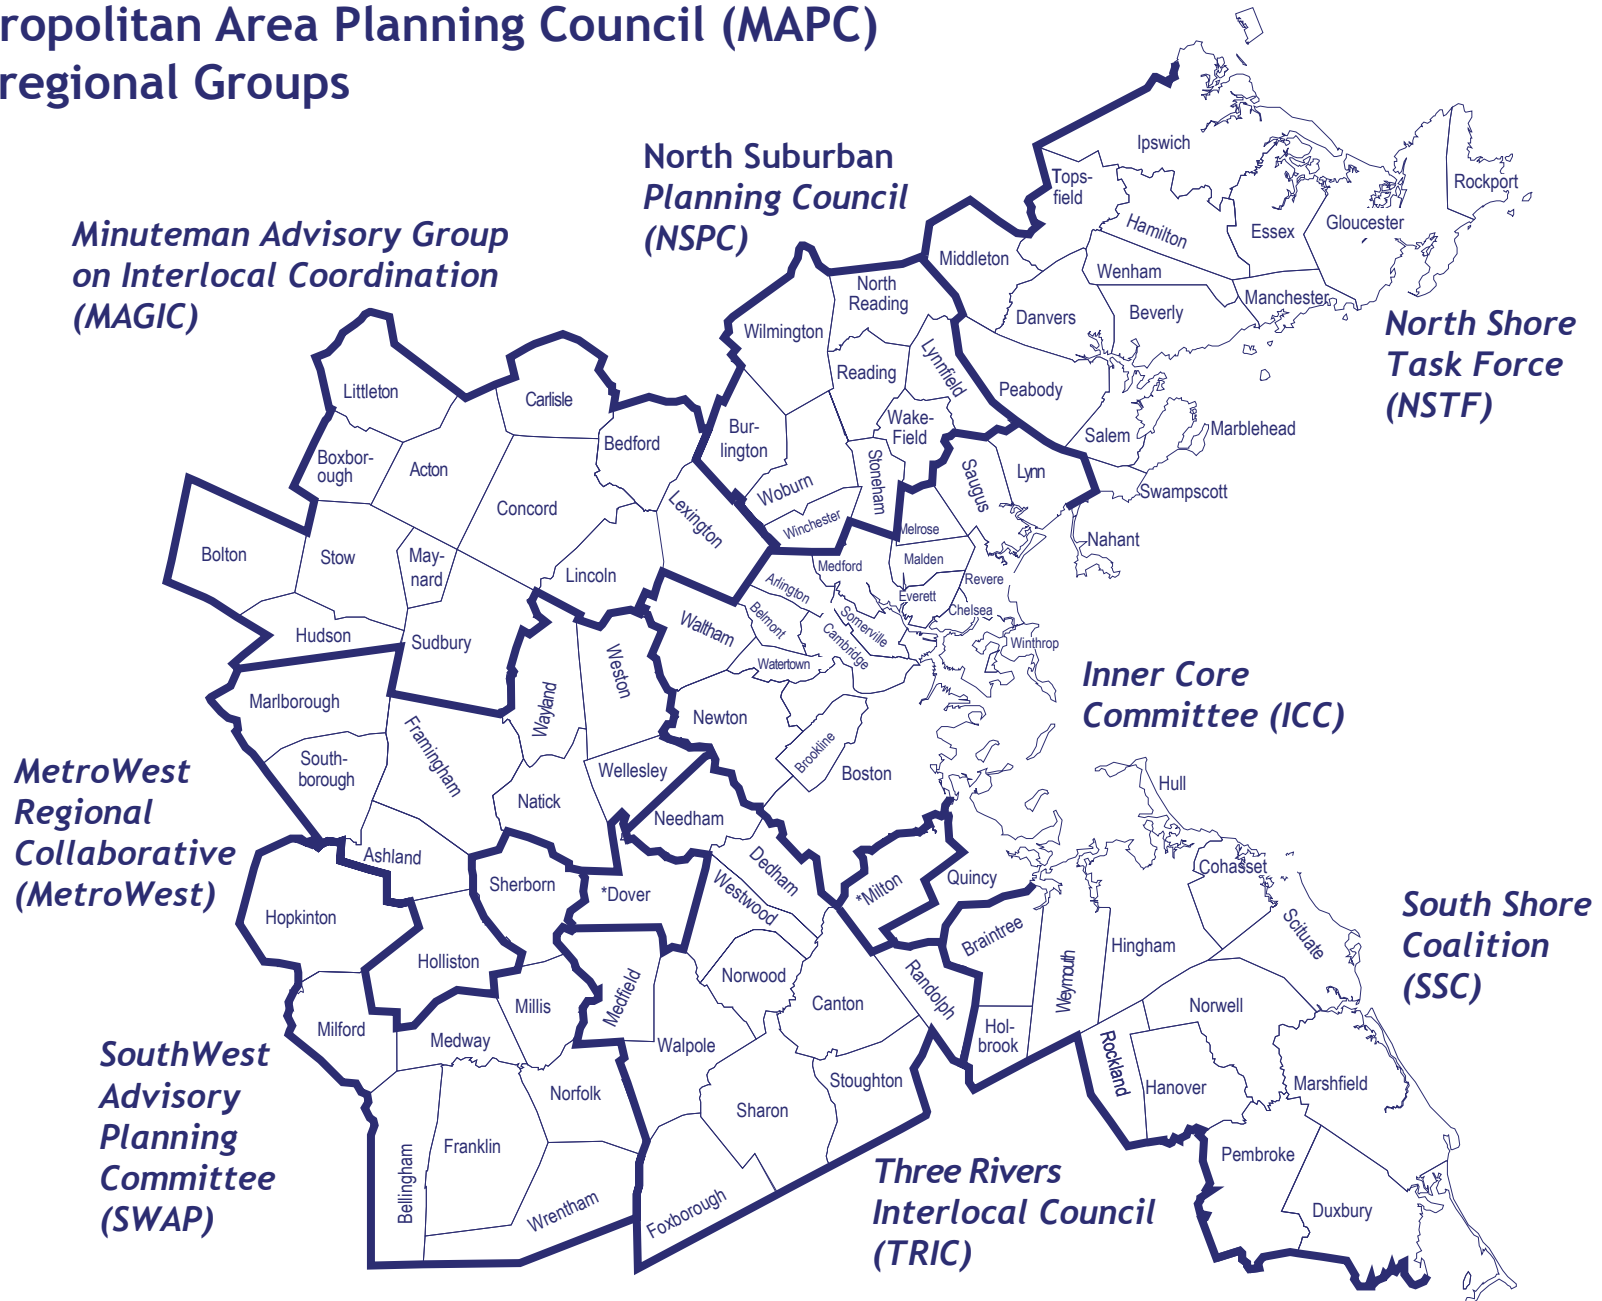 ropolitan Area Planning Council (MAPC)
regional Groups
North Suburban
Planning Council
(NSPC)
Minuteman Advisory Group
on Interlocal Coordination
(MAGIC)
North Shore
Task Force
(NSTF)
Inner Core
Committee (ICC)
MetroWest
Regional
Collaborative
(MetroWest)
South Shore
Coalition
(SSC)
SouthWest
Advisory
Planning
Committee
(SWAP)
Three Rivers
Interlocal Council
(TRIC)
Ipswich
Tops-
field
Rockport
Hamilton
Essex
Gloucester
Middleton
Wenham
Manchester
North
Reading
Danvers
Beverly
Wilmington
Lynnfield
Reading
Peabody
Littleton
Carlisle
Wake-
Field
Bur-
lington
Salem
Marblehead
Bedford
Boxbor-
ough
Acton
Stoneham
Saugus
Lynn
Swampscott
Woburn
Concord
Lexington
Winchester
Melrose
Nahant
Bolton
Stow
May-
nard
Lincoln
Medford
Malden
Revere
Arlington
Everett
Chelsea
Hudson
Sudbury
Waltham
Belmont
Somerville
Cambridge
Winthrop
Watertown
Weston
Wayland
Marlborough
Newton
Framingham
South-
borough
Brookline
Boston
Wellesley
Natick
Hull
Needham
Ashland
Dedham
Cohasset
Sherborn
*Dover
Westwood
*Milton
Quincy
Hopkinton
Braintree
Hingham
Scituate
Holliston
Norwood
Weymouth
Medfield
Randolph
Millis
Canton
Norwell
Milford
Medway
Walpole
Hol-
brook
Rockland
Norfolk
Stoughton
Hanover
Marshfield
Sharon
Franklin
Bellingham
Pembroke
Wrentham
Foxborough
Duxbury